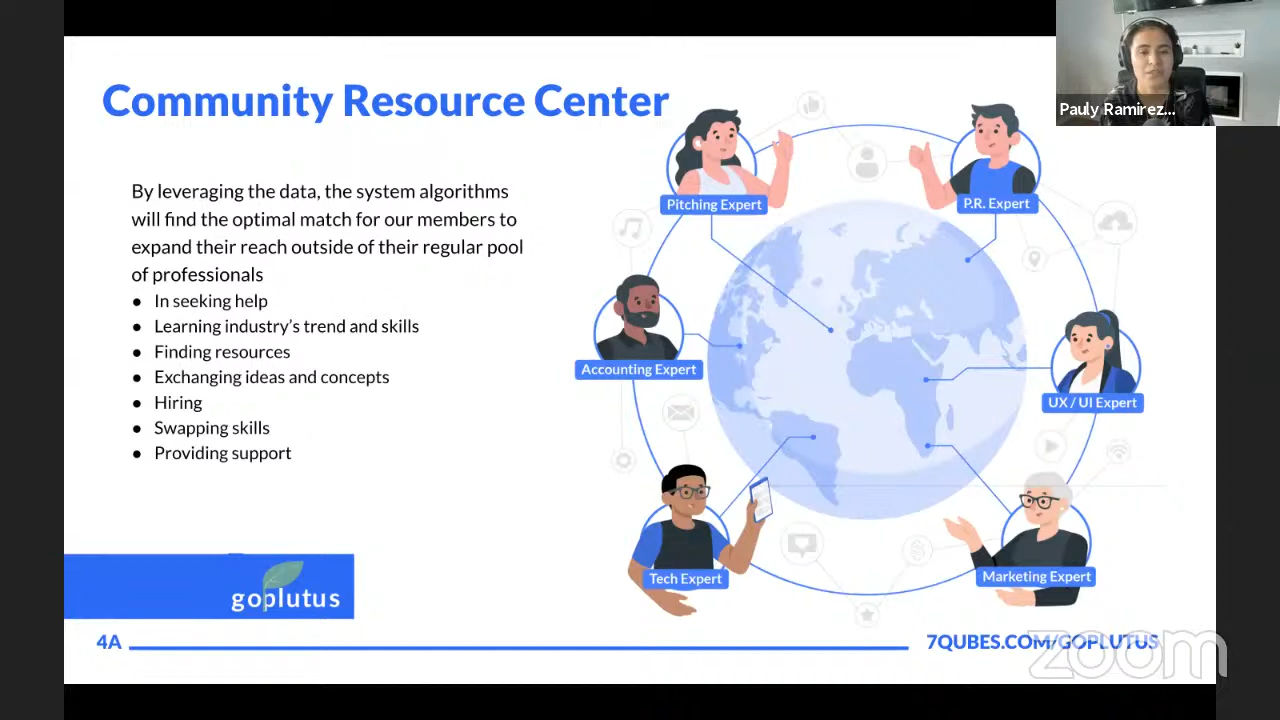 Community Resource Center
Pauly Ramirez...
By leveraging the data, the system algorithms
will find the optimal match for our members to
expand their reach outside of their regular pool
of professionals
● In seeking help
● Learning industry's trend and skills
● Finding resources
● Exchanging ideas and concepts
● Hiring
● Swapping skills
● Providing support
Pitching Expert
P.R. Expert
Accounting Expert
UX / UI Expert
Tech Expert
Marketing Expert
goplutus
4A
7QUBES.COM/GOPLUTUS
zoom